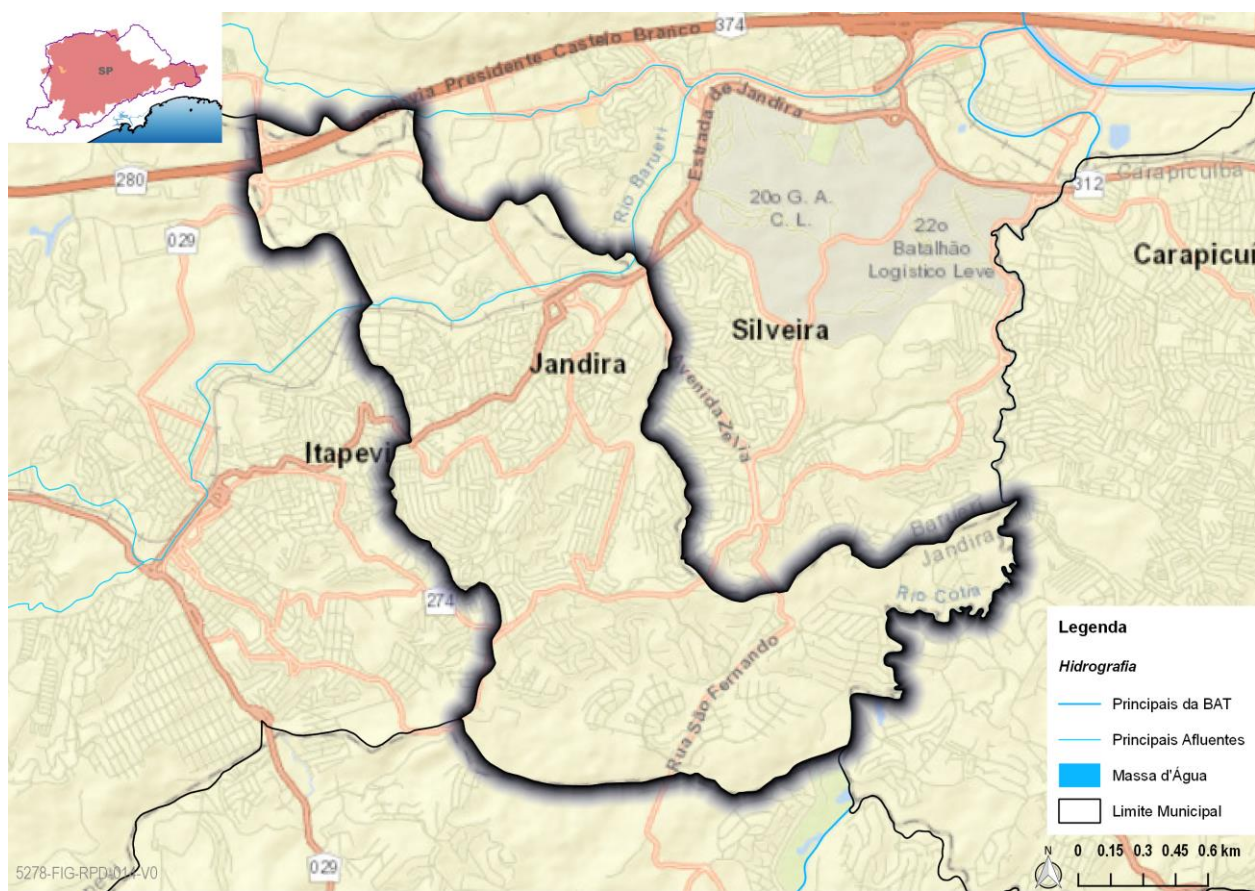 SP
374
ia Presidente Castelo Branco
Estrada de Jandira
280
Rio Barueri
312
Carapicuíba
029
20o G. A.
C. L.
22o
Batalhão
Logístico Leve
Carapicuí
Silveira
Jandira
Avenida Zélia
Itapevi
Barueri
Jandira
Rio Cotia
274
Rua São Fernando
029
Legenda
Hidrografia
Principais da BAT
Principais Afluentes
Massa d'Água
Limite Municipal
N
0 0.15 0.3 0.45 0.6 km
5278-FIG-RPD-014-V0